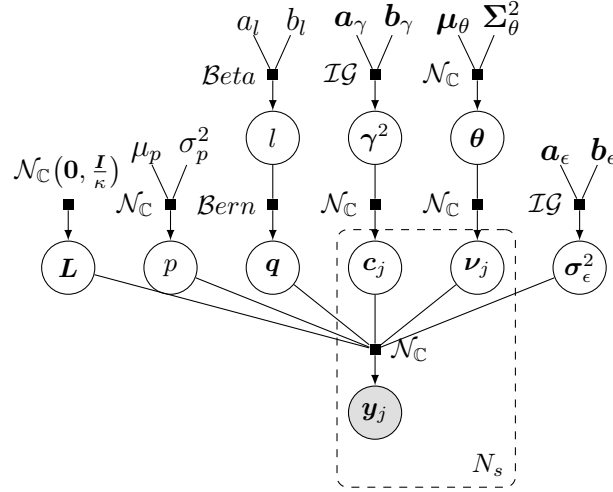 a_l b_l a_γ b_γ μ_θ Σ_θ^2
Beta IG N_ℂ
l γ^2 θ
μ_p σ_p^2 a_ϵ b_ϵ
N_ℂ(0, I/κ) N_ℂ Bern N_ℂ N_ℂ IG
L p q c_j ν_j σ_ϵ^2
N_ℂ
y_j
N_s